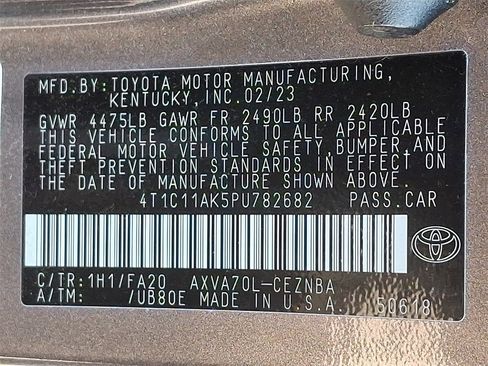 MFD.BY: TOYOTA MOTOR MANUFACTURING,
KENTUCKY, INC. 02/23
GVWR 4475LB GAWR FR 2490LB RR 2420LB
THIS VEHICLE CONFORMS TO ALL APPLICABLE
FEDERAL MOTOR VEHICLE SAFETY, BUMPER, AND
THEFT PREVENTION STANDARDS IN EFFECT ON
THE DATE OF MANUFACTURE SHOWN ABOVE.
4T1C11AK5PU782682 PASS.CAR
C/TR:1H1/FA20 AXVA70L-CEZNBA
A/TM: /UB80E MADE IN U.S.A. 50618